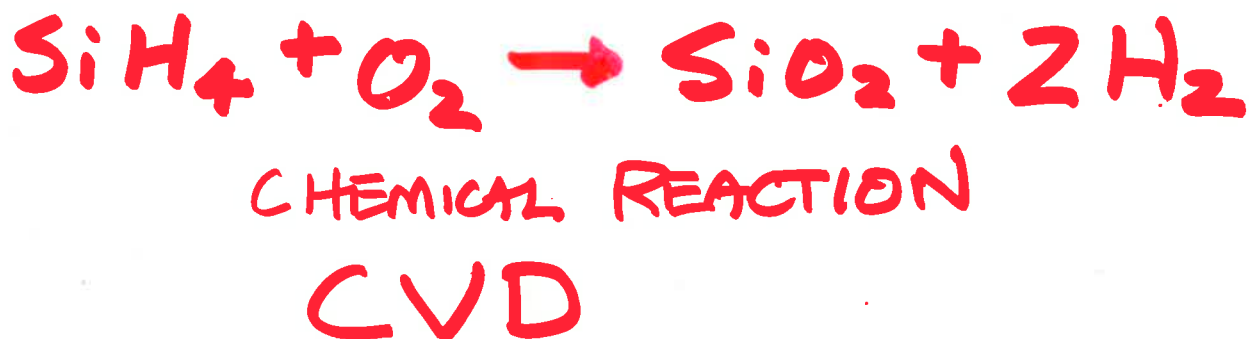 SiH₄ + O₂ → SiO₂ + 2H₂
CHEMICAL REACTION
CVD